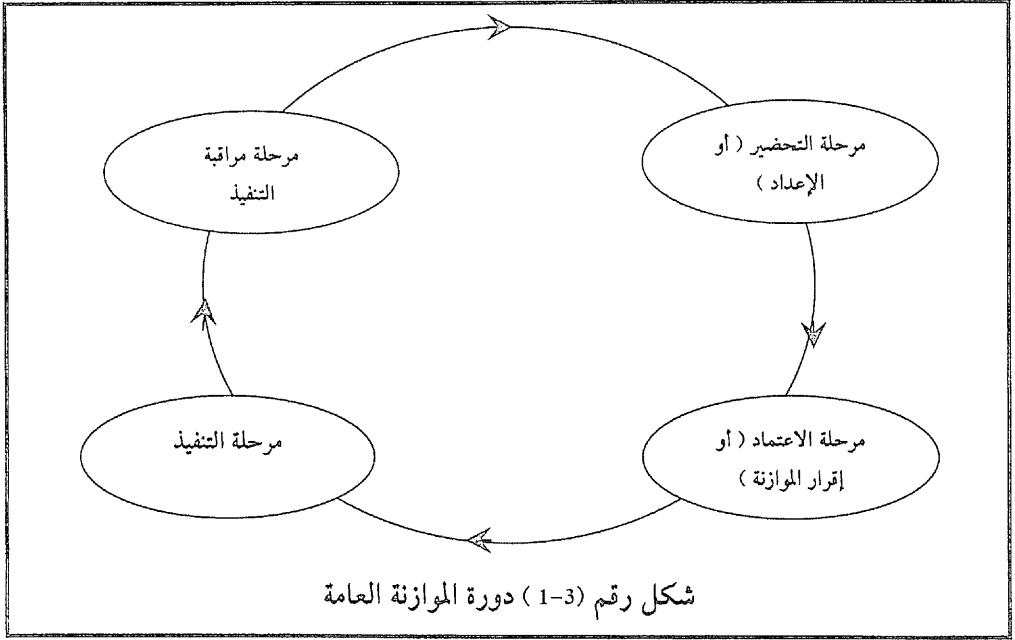 مرحلة التحضير ( أو
الإعداد )
مرحلة الاعتماد ( أو
إقرار الموازنة )
مرحلة التنفيذ
مرحلة مراقبة
التنفيذ
شكل رقم (3-1 ) دورة الموازنة العامة